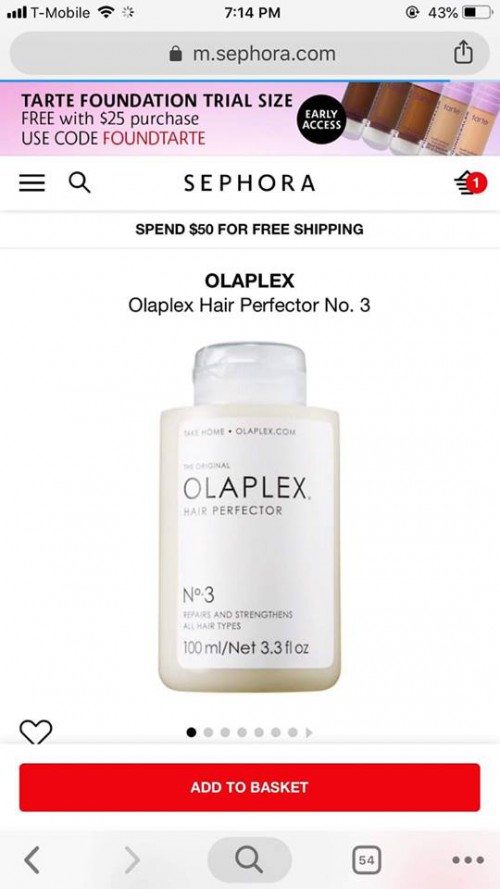 T-Mobile 7:14 PM 43%
m.sephora.com
TARTE FOUNDATION TRIAL SIZE
FREE with $25 purchase
USE CODE FOUNDTARTE
EARLY
ACCESS
tarte
tarte
SEPHORA
1
SPEND $50 FOR FREE SHIPPING
OLAPLEX
Olaplex Hair Perfector No. 3
TAKE HOME • OLAPLEX.COM
THE ORIGINAL
OLAPLEX.
HAIR PERFECTOR
Nº.3
REPAIRS AND STRENGTHENS
ALL HAIR TYPES
100 ml/Net 3.3 fl oz
ADD TO BASKET
54